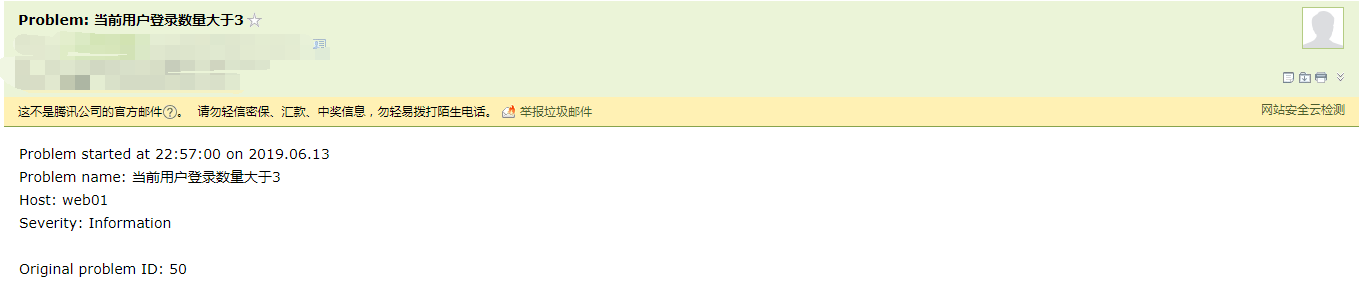 Problem: 当前用户登录数量大于3
这不是腾讯公司的官方邮件?。 请勿轻信密保、汇款、中奖信息，勿轻易拨打陌生电话。 举报垃圾邮件 网站安全云检测
Problem started at 22:57:00 on 2019.06.13
Problem name: 当前用户登录数量大于3
Host: web01
Severity: Information
Original problem ID: 50